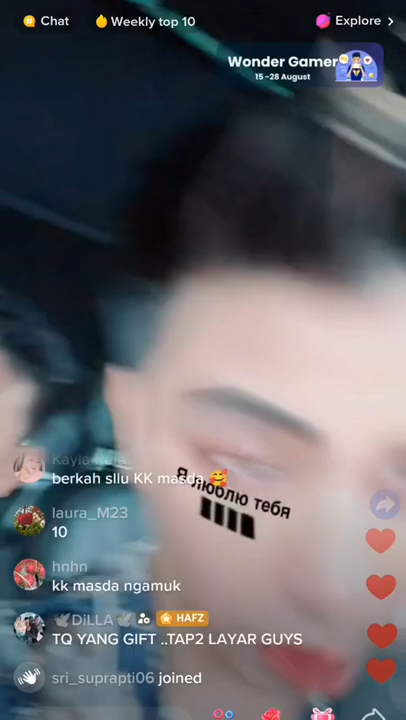 Chat
Weekly top 10
Explore
Wonder Gamer
15 -28 August
berkah sllu KK masda 🥰
Я люблю тебя
laura_M23
10
hnhn
kk masda ngamuk
DiLLA
HAFZ
TQ YANG GIFT ..TAP2 LAYAR GUYS
sri_suprapti06 joined